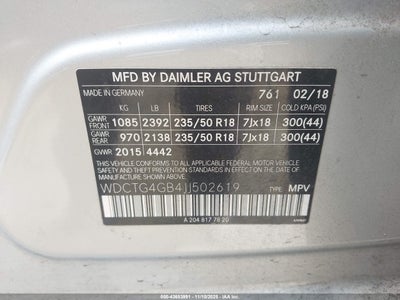 MFD BY DAIMLER AG STUTTGART
MADE IN GERMANY 761 02/18
KG LB TIRES RIM SIZE COLD KPA (PSI)
GAWR FRONT 1085 2392 235/50 R18 7Jx18 300(44)
GAWR REAR 970 2138 235/50 R18 7Jx18 300(44)
GVWR 2015 4442
THIS VEHICLE CONFORMS TO ALL APPLICABLE FEDERAL MOTOR
VEHICLE SAFETY, BUMPER, AND THEFT PREVENTION STANDARDS
IN EFFECT ON THE DATE OF MANUFACTURE SHOWN ABOVE.
WDCTG4GB4JJ502619 TYPE: MPV
A 204 817 78 20